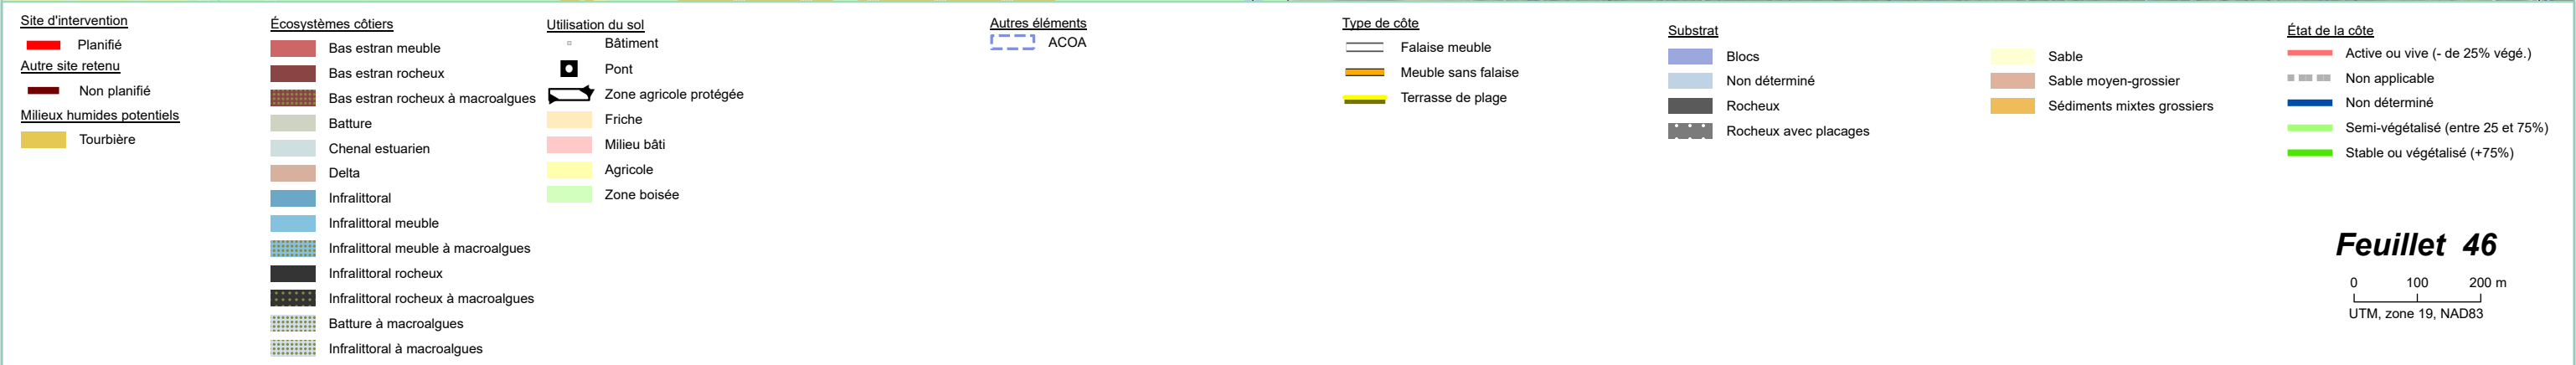 Site d'intervention
Planifié
Autre site retenu
Non planifié
Milieux humides potentiels
Tourbière
Écosystèmes côtiers
Bas estran meuble
Bas estran rocheux
Bas estran rocheux à macroalgues
Batture
Chenal estuarien
Delta
Infralittoral
Infralittoral meuble
Infralittoral meuble à macroalgues
Infralittoral rocheux
Infralittoral rocheux à macroalgues
Batture à macroalgues
Infralittoral à macroalgues
Utilisation du sol
Bâtiment
Pont
Zone agricole protégée
Friche
Milieu bâti
Agricole
Zone boisée
Autres éléments
ACOA
Type de côte
Falaise meuble
Meuble sans falaise
Terrasse de plage
Substrat
Blocs
Non déterminé
Rocheux
Rocheux avec placages
Sable
Sable moyen-grossier
Sédiments mixtes grossiers
État de la côte
Active ou vive (- de 25% végé.)
Non applicable
Non déterminé
Semi-végétalisé (entre 25 et 75%)
Stable ou végétalisé (+75%)
Feuillet 46
0 100 200 m
UTM, zone 19, NAD83